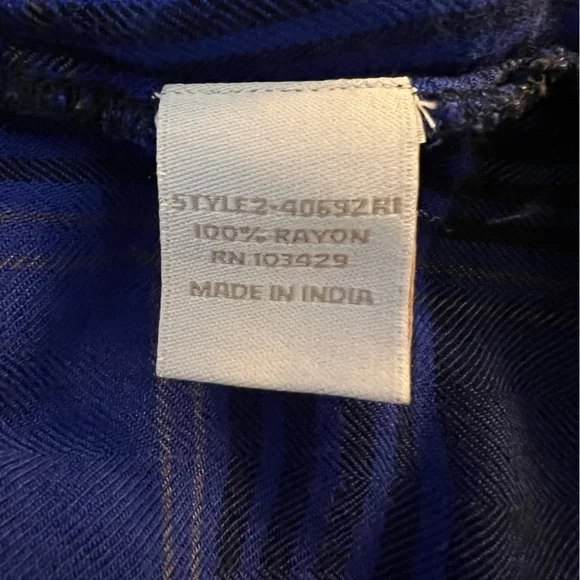 STYLE2-40692RI
100% RAYON
RN 103429
MADE IN INDIA